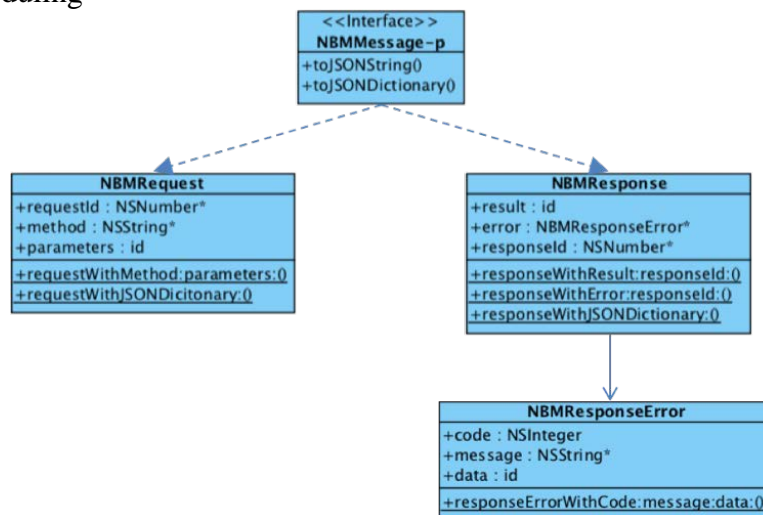 <<Interface>>
NBMMessage-p
+toJSONString()
+toJSONDictionary()
NBMRequest
+requestId : NSNumber*
+method : NSString*
+parameters : id
+requestWithMethod:parameters:()
+requestWithJSONDicitonary:()
NBMResponse
+result : id
+error : NBMResponseError*
+responseId : NSNumber*
+responseWithResult:responseId:()
+responseWithError:responseId:()
+responseWithJSONDictionary:()
NBMResponseError
+code : NSInteger
+message : NSString*
+data : id
+responseErrorWithCode:message:data:()